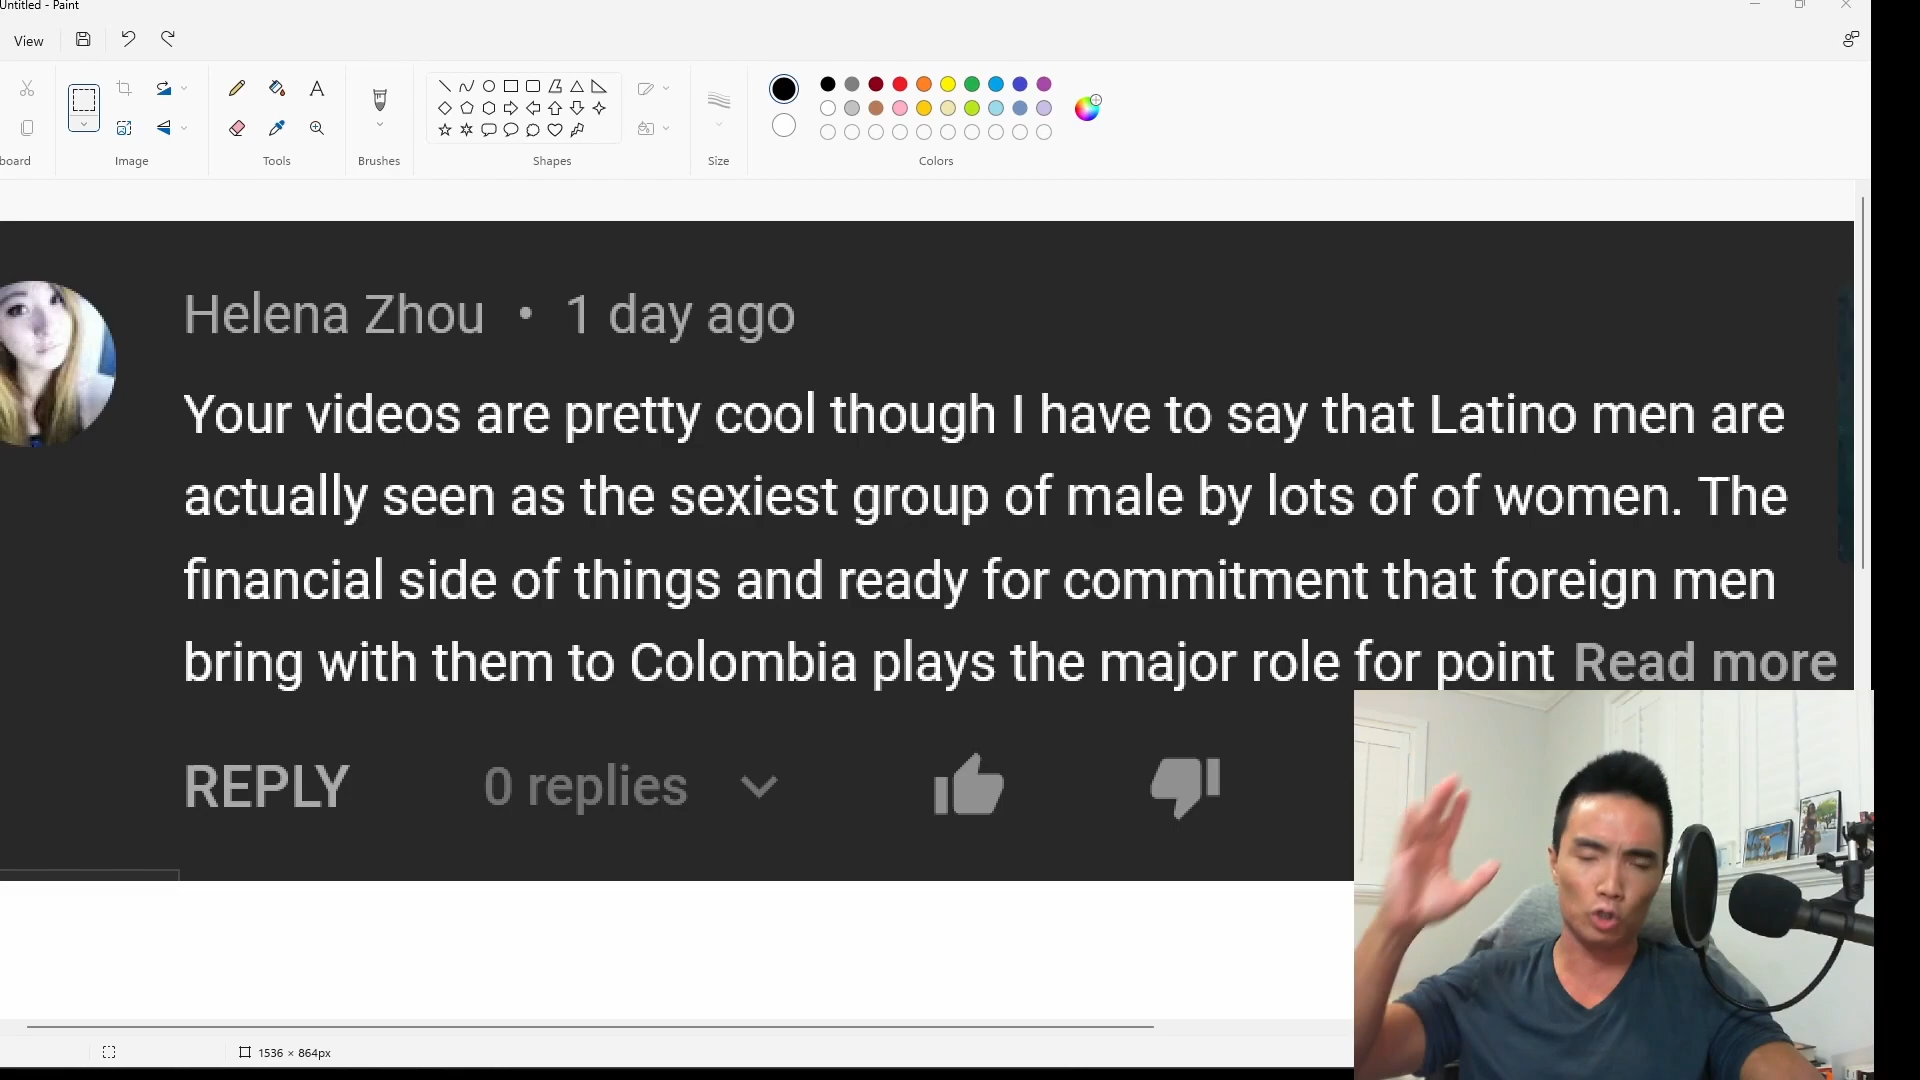 Untitled - Paint
View
board
Image
Tools
Brushes
Shapes
Size
Colors
Helena Zhou • 1 day ago
Your videos are pretty cool though I have to say that Latino men are
actually seen as the sexiest group of male by lots of of women. The
financial side of things and ready for commitment that foreign men
bring with them to Colombia plays the major role for point Read more
REPLY 0 replies
1536 × 864px